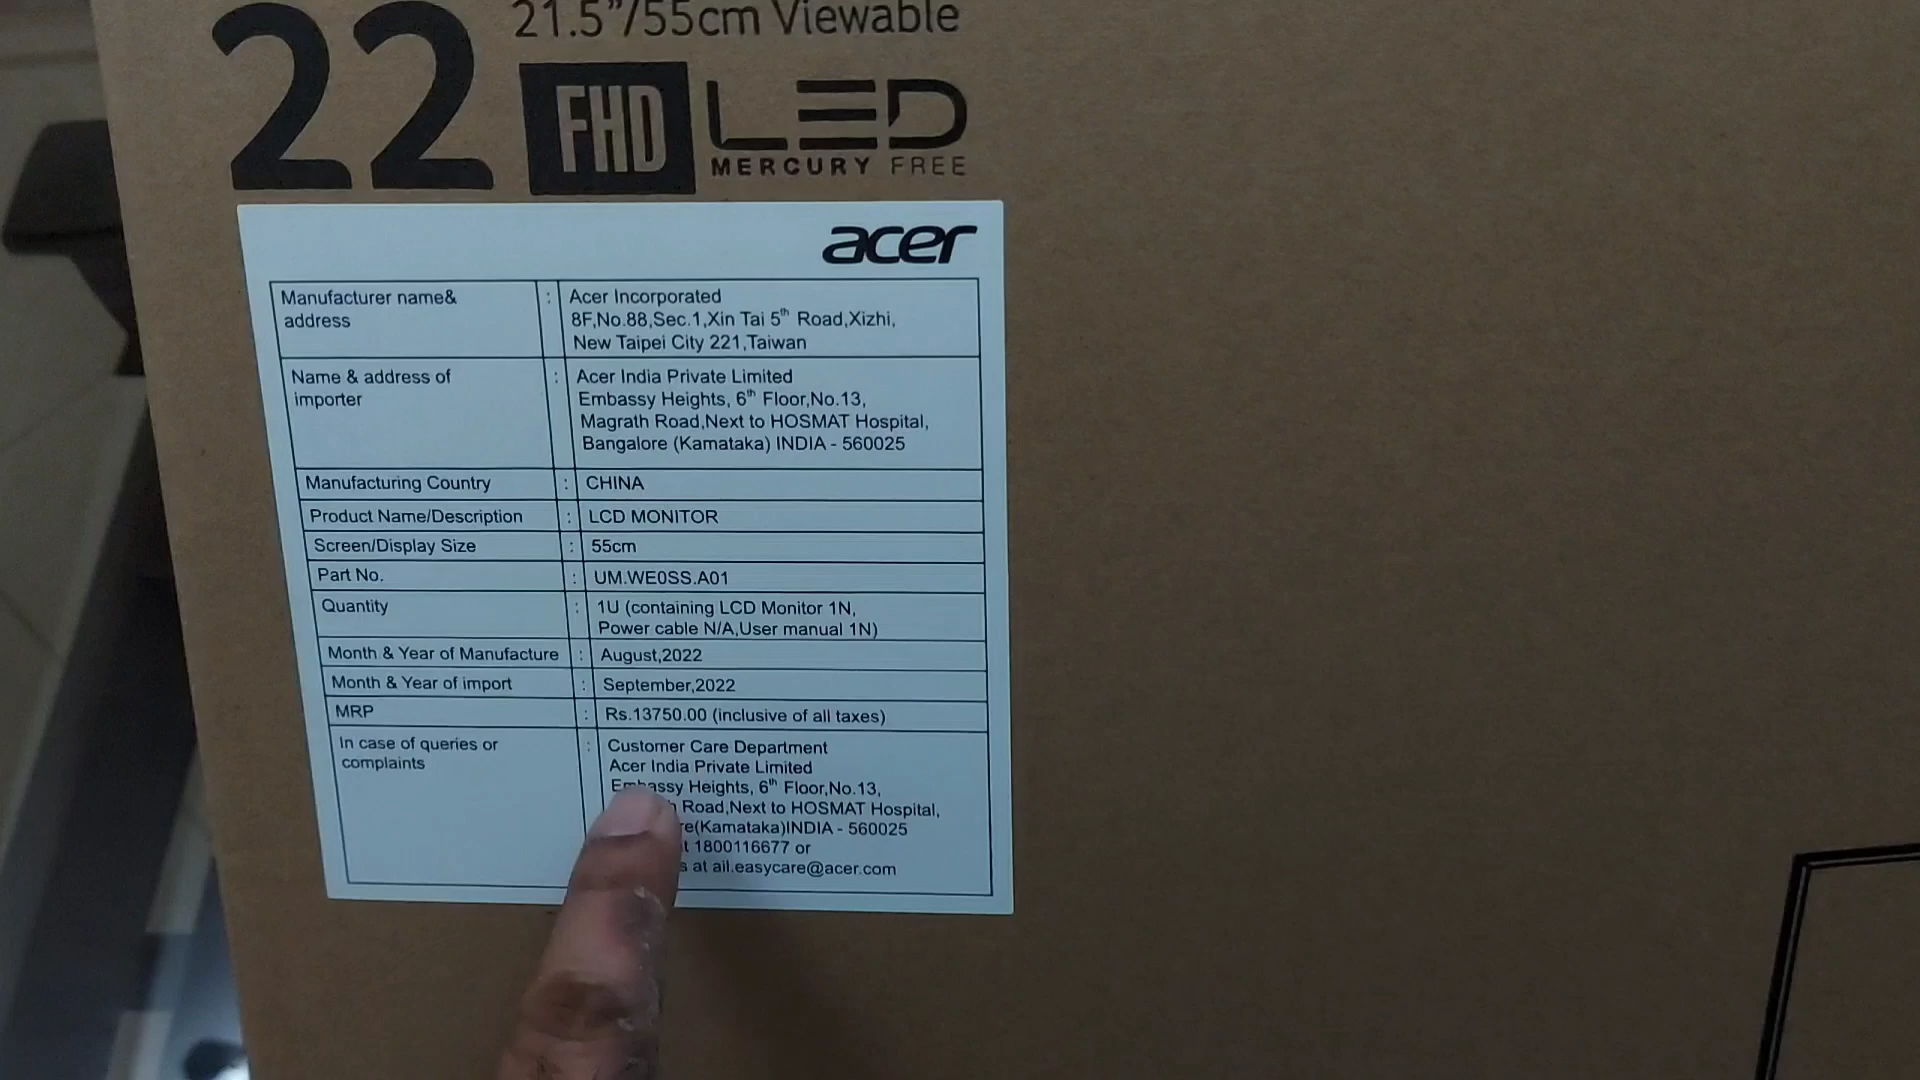 22
21.5"/55cm Viewable
FHD
LED
MERCURY FREE
acer
Manufacturer name& address : Acer Incorporated
8F,No.88,Sec.1,Xin Tai 5th Road,Xizhi,
New Taipei City 221,Taiwan
Name & address of importer : Acer India Private Limited
Embassy Heights, 6th Floor,No.13,
Magrath Road,Next to HOSMAT Hospital,
Bangalore (Kamataka) INDIA - 560025
Manufacturing Country : CHINA
Product Name/Description : LCD MONITOR
Screen/Display Size : 55cm
Part No. : UM.WE0SS.A01
Quantity : 1U (containing LCD Monitor 1N,
Power cable N/A,User manual 1N)
Month & Year of Manufacture : August,2022
Month & Year of import : September,2022
MRP : Rs.13750.00 (inclusive of all taxes)
In case of queries or complaints : Customer Care Department
Acer India Private Limited
Embassy Heights, 6th Floor,No.13,
Road,Next to HOSMAT Hospital,
(Kamataka)INDIA - 560025
1800116677 or
at ail.easycare@acer.com